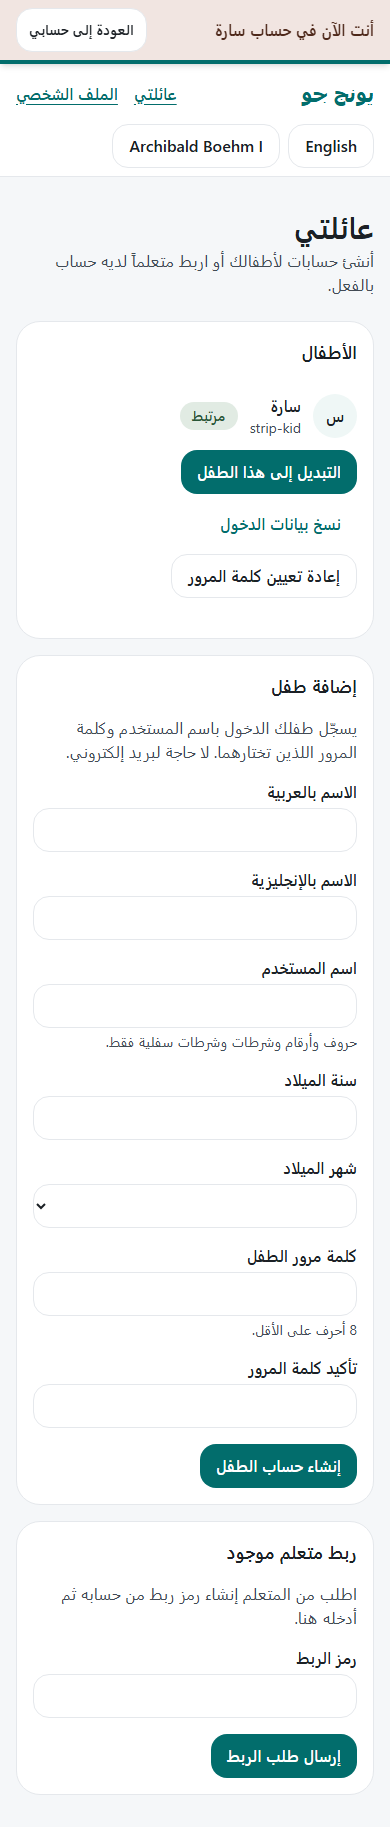 أنت الآن في حساب سارة
العودة إلى حسابي
يونج جو
عائلتي
الملف الشخصي
English
Archibald Boehm I
عائلتي
أنشئ حسابات لأطفالك أو اربط متعلماً لديه حساب
بالفعل.
الأطفال
س
سارة
strip-kid
مرتبط
التبديل إلى هذا الطفل
نسخ بيانات الدخول
إعادة تعيين كلمة المرور
إضافة طفل
يسجّل طفلك الدخول باسم المستخدم وكلمة
المرور اللذين تختارهما. لا حاجة لبريد إلكتروني.
الاسم بالعربية
الاسم بالإنجليزية
اسم المستخدم
حروف وأرقام وشرطات وشرطات سفلية فقط.
سنة الميلاد
شهر الميلاد
كلمة مرور الطفل
8 أحرف على الأقل.
تأكيد كلمة المرور
إنشاء حساب الطفل
ربط متعلم موجود
اطلب من المتعلم إنشاء رمز ربط من حسابه ثم
أدخله هنا.
رمز الربط
إرسال طلب الربط